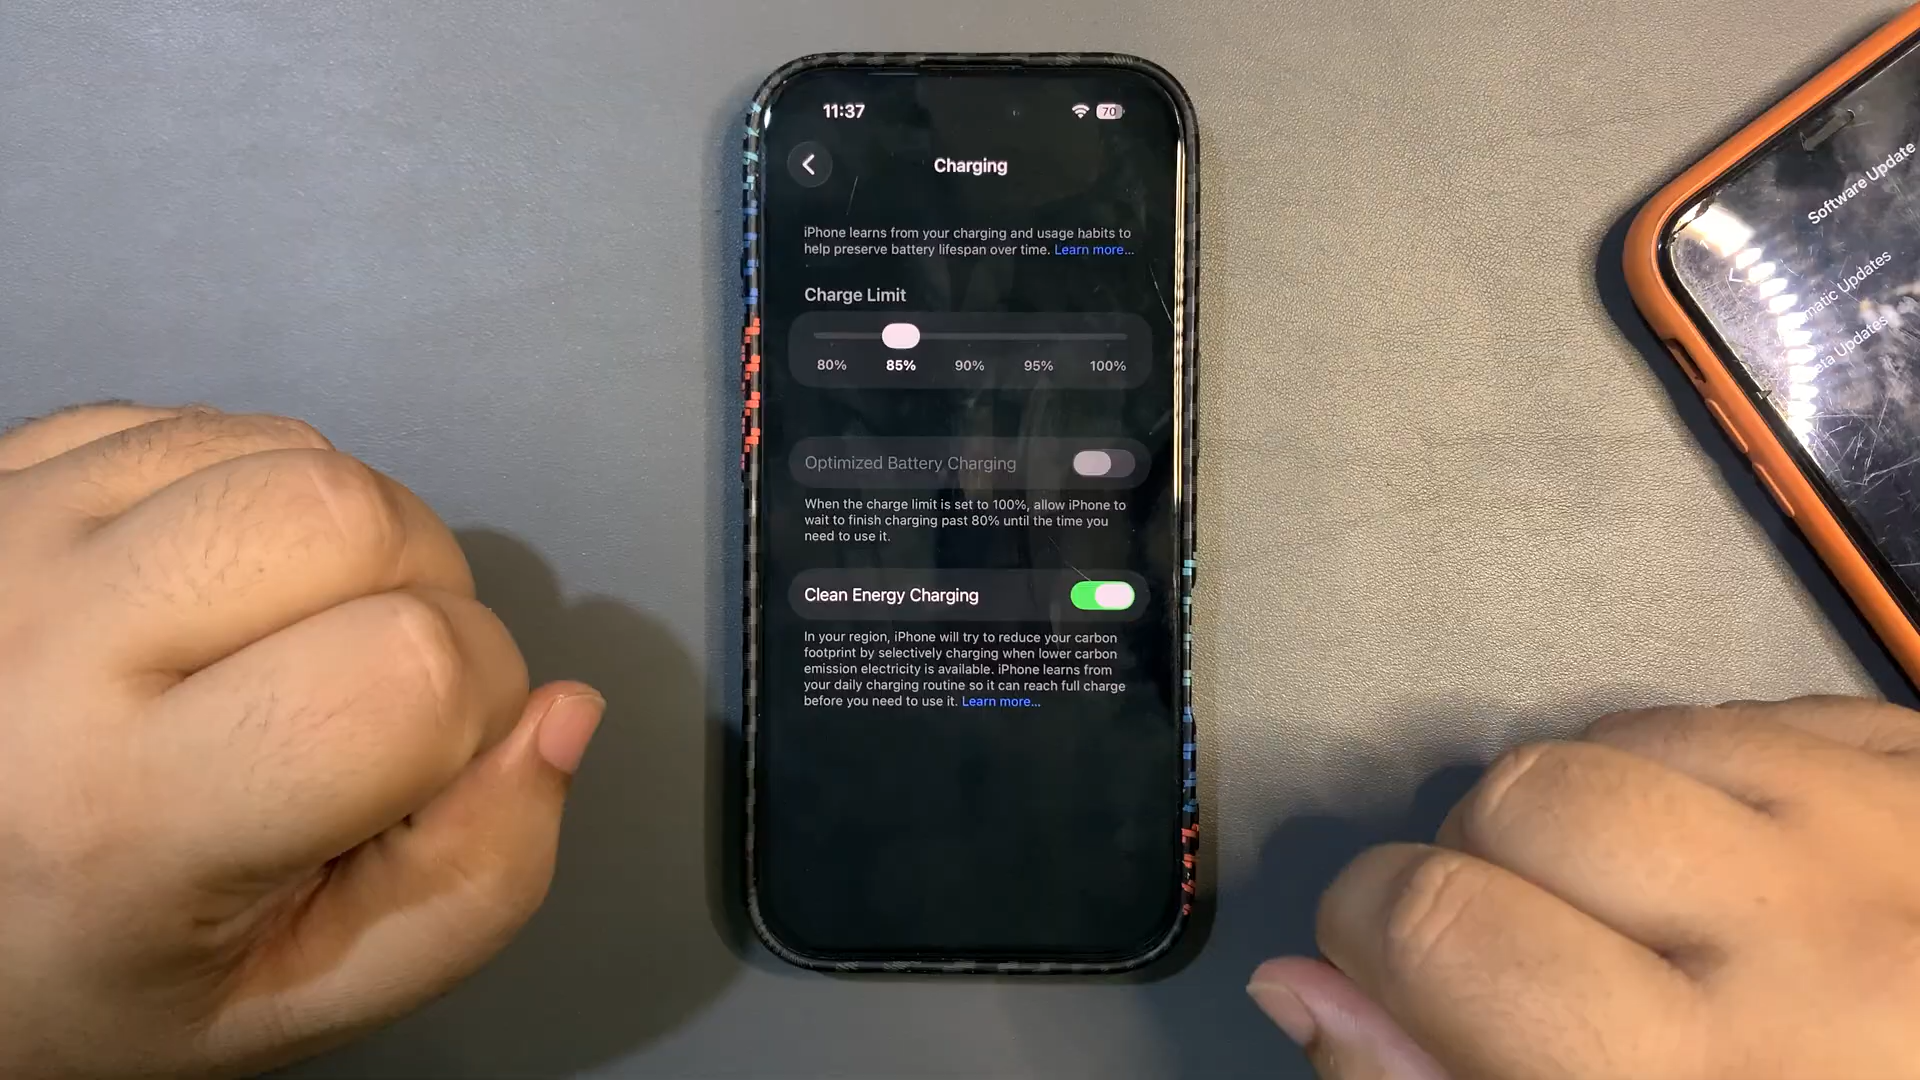 11:37
70
Charging
iPhone learns from your charging and usage habits to
help preserve battery lifespan over time. Learn more...
Charge Limit
80% 85% 90% 95% 100%
Optimized Battery Charging
When the charge limit is set to 100%, allow iPhone to
wait to finish charging past 80% until the time you
need to use it.
Clean Energy Charging
In your region, iPhone will try to reduce your carbon
footprint by selectively charging when lower carbon
emission electricity is available. iPhone learns from
your daily charging routine so it can reach full charge
before you need to use it. Learn more...
Software Update
matic Updates
eta Updates